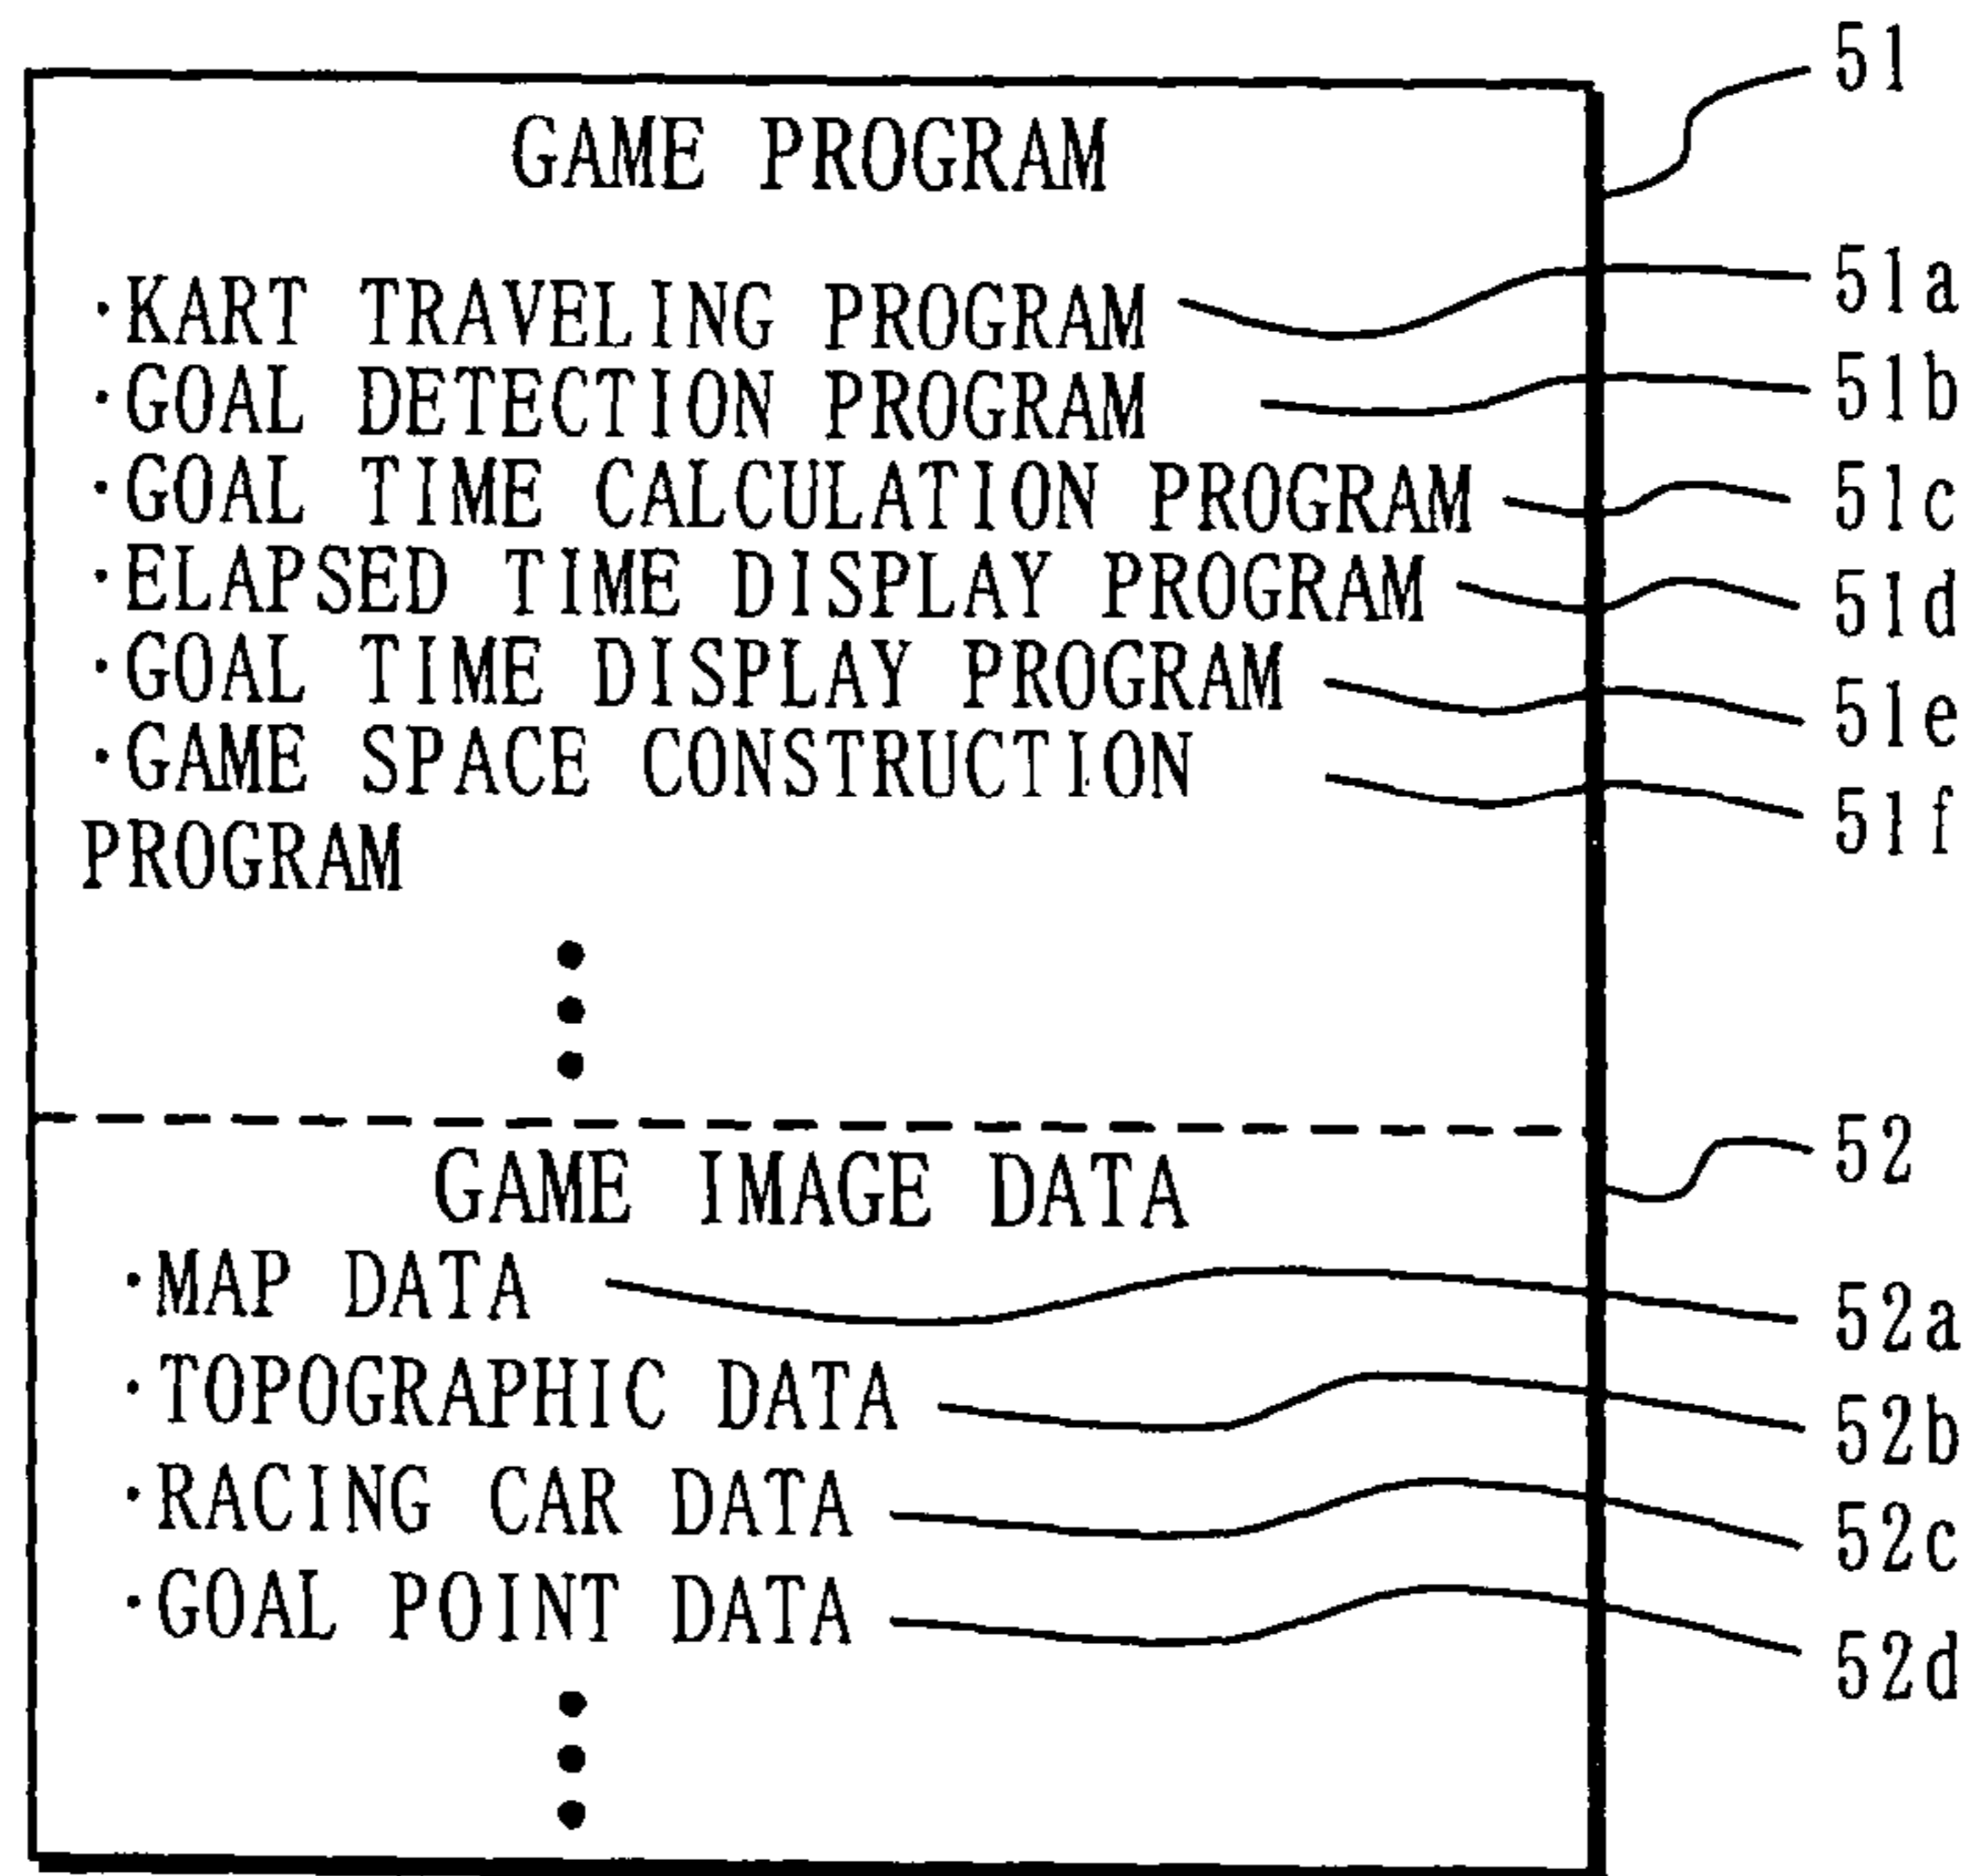 51
GAME PROGRAM
·KART TRAVELING PROGRAM 51a
·GOAL DETECTION PROGRAM 51b
·GOAL TIME CALCULATION PROGRAM 51c
·ELAPSED TIME DISPLAY PROGRAM 51d
·GOAL TIME DISPLAY PROGRAM 51e
·GAME SPACE CONSTRUCTION 51f
PROGRAM
52
GAME IMAGE DATA
·MAP DATA 52a
·TOPOGRAPHIC DATA 52b
·RACING CAR DATA 52c
·GOAL POINT DATA 52d